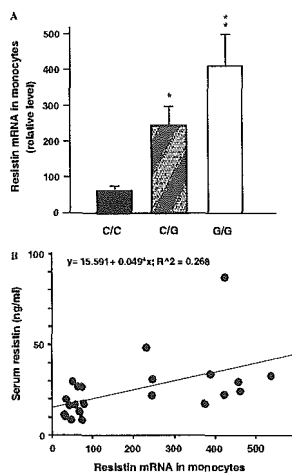 A
Resistin mRNA in monocytes
(relative level)
500
400
300
200
100
0
*
*
*
C/C C/G G/G
B
y= 15.591+ 0.049*x; R^2 = 0.268
Serum resistin (ng/ml)
100
50
0
0 100 200 300 400 500
Resistin mRNA in monocytes